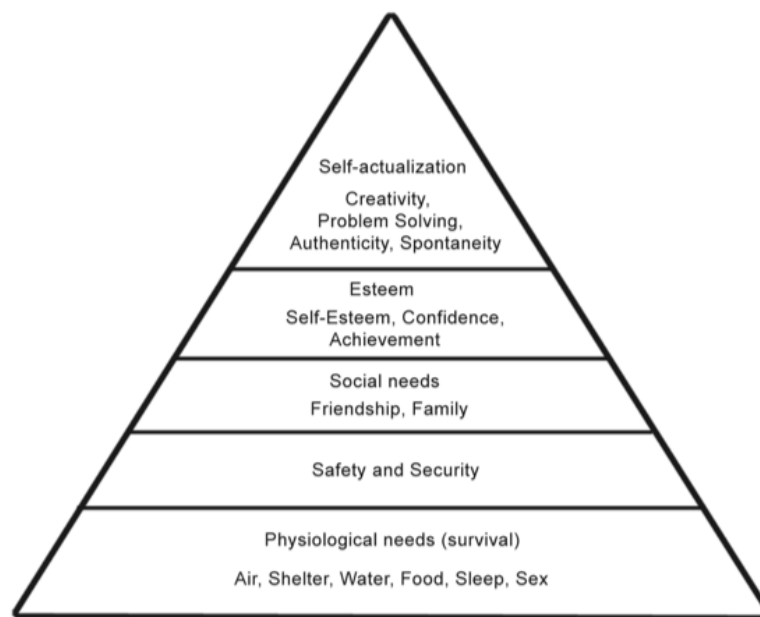 Self-actualization
Creativity,
Problem Solving,
Authenticity, Spontaneity
Esteem
Self-Esteem, Confidence,
Achievement
Social needs
Friendship, Family
Safety and Security
Physiological needs (survival)
Air, Shelter, Water, Food, Sleep, Sex